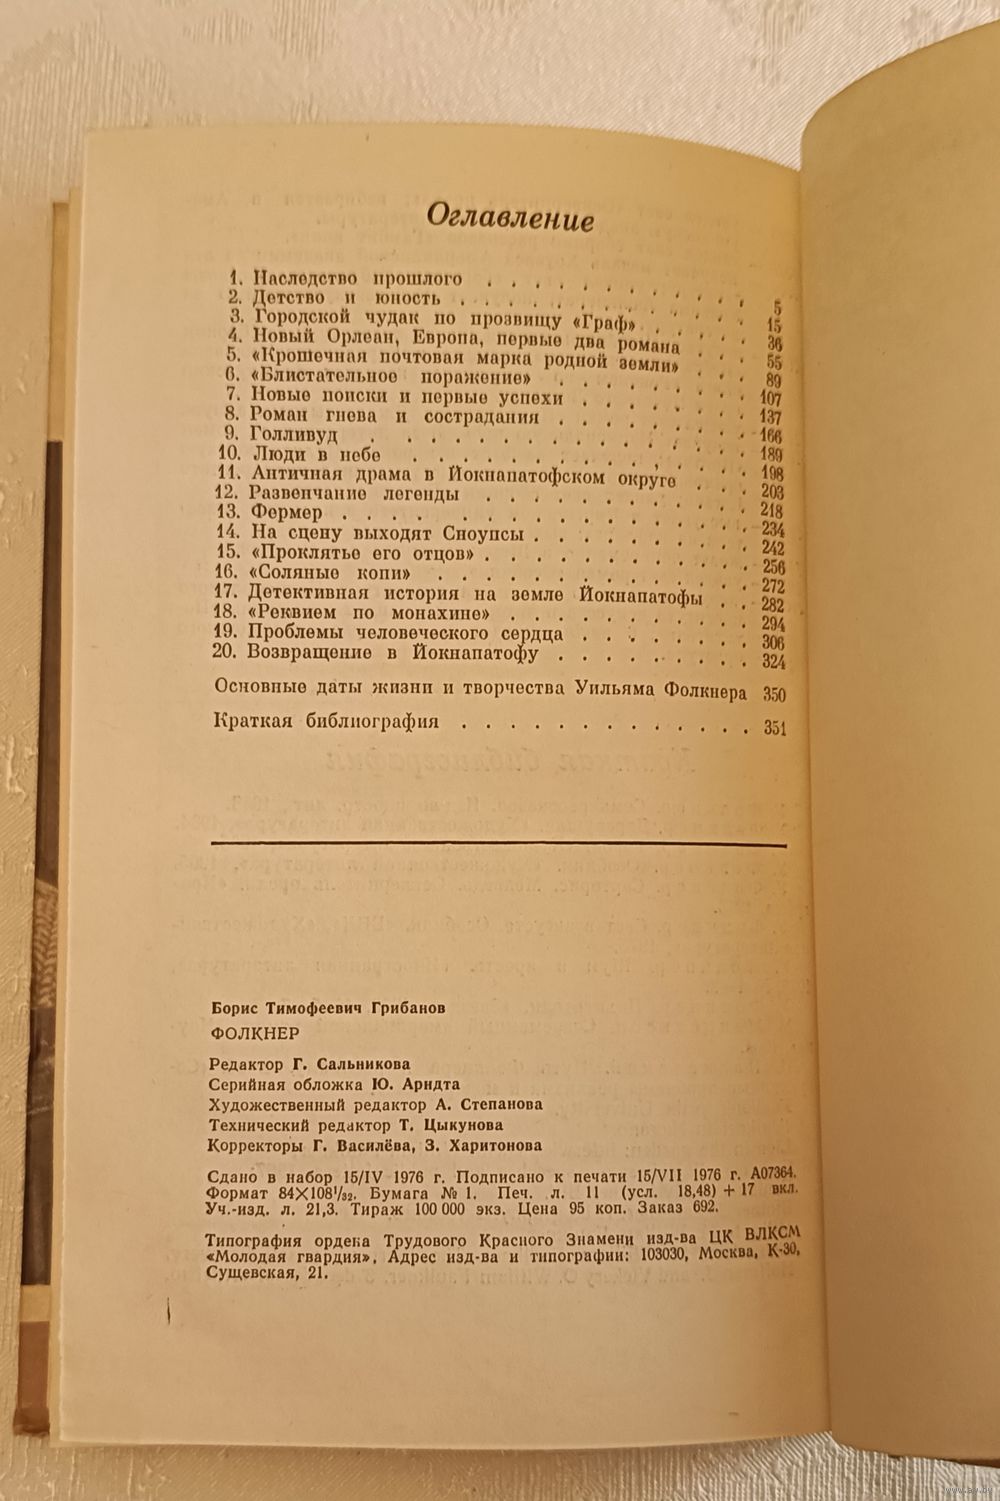 Оглавление
1. Наследство прошлого . . . . . . . . . . . 5
2. Детство и юность . . . . . . . . . . . . 15
3. Городской чудак по прозвищу «Граф» . . . . . 36
4. Новый Орлеан, Европа, первые два романа . . . 55
5. «Крошечная почтовая марка родной земли» . . . 89
6. «Блистательное поражение» . . . . . . . . . 107
7. Новые поиски и первые успехи . . . . . . . . 137
8. Роман гнева и сострадания . . . . . . . . . 166
9. Голливуд . . . . . . . . . . . . . . . 189
10. Люди в небе . . . . . . . . . . . . . . 198
11. Античная драма в Йокнапатофском округе . . . 203
12. Развенчание легенды . . . . . . . . . . . 218
13. Фермер . . . . . . . . . . . . . . . . 234
14. На сцену выходят Сноупсы . . . . . . . . . 242
15. «Проклятье его отцов» . . . . . . . . . . . 256
16. «Соляные копи» . . . . . . . . . . . . . 272
17. Детективная история на земле Йокнапатофы . . 282
18. «Реквием по монахине» . . . . . . . . . . 294
19. Проблемы человеческого сердца . . . . . . . 306
20. Возвращение в Йокнапатофу . . . . . . . . 324
Основные даты жизни и творчества Уильяма Фолкнера 350
Краткая библиография . . . . . . . . . . . . 351
Борис Тимофеевич Грибанов
ФОЛКНЕР
Редактор Г. Сальникова
Серийная обложка Ю. Арндта
Художественный редактор А. Степанова
Технический редактор Т. Цыкунова
Корректоры Г. Василёва, З. Харитонова
Сдано в набор 15/IV 1976 г. Подписано к печати 15/VII 1976 г. А07364.
Формат 84×108¹/₃₂. Бумага № 1. Печ. л. 11 (усл. 18,48) + 17 вкл.
Уч.-изд. л. 21,3. Тираж 100 000 экз. Цена 95 коп. Заказ 692.
Типография ордена Трудового Красного Знамени изд-ва ЦК ВЛКСМ
«Молодая гвардия». Адрес изд-ва и типографии: 103030, Москва, К-30,
Сущевская, 21.